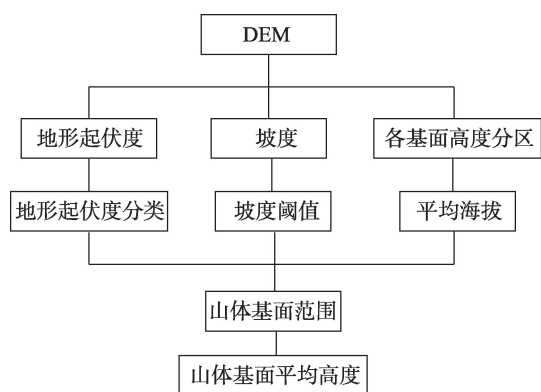 DEM
地形起伏度
坡度
各基面高度分区
地形起伏度分类
坡度阈值
平均海拔
山体基面范围
山体基面平均高度